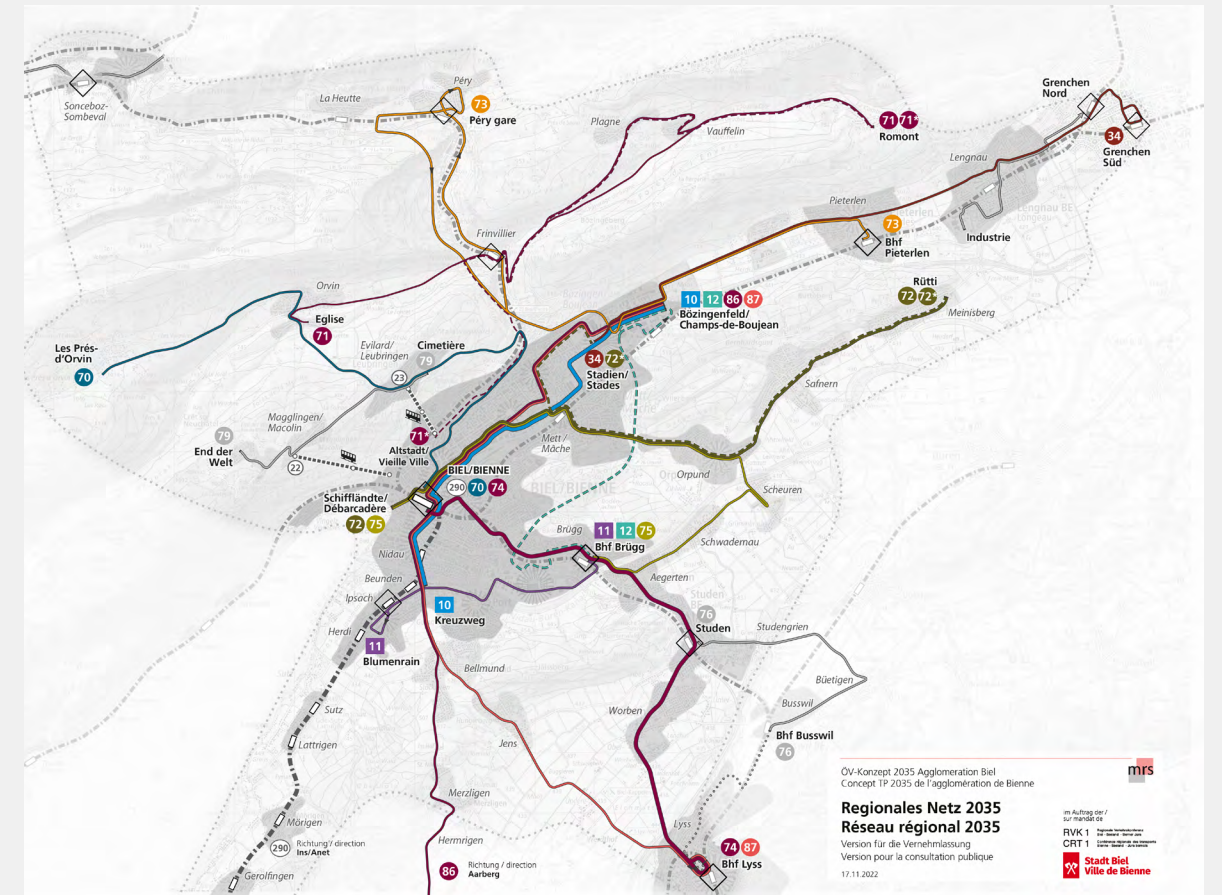 Sonceboz-
Sombeval
La Heutte
Péry
73
Péry gare
Plagne
Vauffelin
71 71*
Romont
Grenchen
Nord
34
Grenchen
Süd
Lengnau
Industrie
Pieterlen
73
Bhf
Pieterlen
Frinvillier
Rütti
72 72*
Meinisberg
Orvin
Eglise
71
10 12 86 87
Bözingenfeld/
Champs-de-Boujean
Les Prés-
d'Orvin
70
Evilard/
Leubringen
Cimetière
79
23
34 72*
Stadien/
Stades
Safnern
Magglingen/
Macolin
79
End der
Welt
22
71*
Altstadt/
Vieille Ville
Mett /
Mâche
BIEL/BIENNE
290 70 74
BIEL/BIENNE
Orpund
Scheuren
Schifflände/
Débarcadère
72 75
Brügg
11 12 75
Bhf Brügg
Schwadernau
Nidau
Beunden
Ipsach
Aegerten
76
Studen
Studengrien
10
Kreuzweg
Herdi
11
Blumenrain
Bellmund
Büetigen
Busswil
Sutz
Worben
Bhf Busswil
76
Lattrigen
Jens
Merzligen
Mörigen
Hermrigen
Lyss
290
Richtung / direction
Ins/Anet
74 87
Bhf Lyss
86
Richtung / direction
Aarberg
Gerolfingen
ÖV-Konzept 2035 Agglomeration Biel
Concept TP 2035 de l'agglomération de Bienne
mrs
Regionales Netz 2035
Réseau régional 2035
Version für die Vernehmlassung
Version pour la consultation publique
17.11.2022
im Auftrag der /
sur mandat de
RVK 1
CRT 1
Stadt Biel
Ville de Bienne